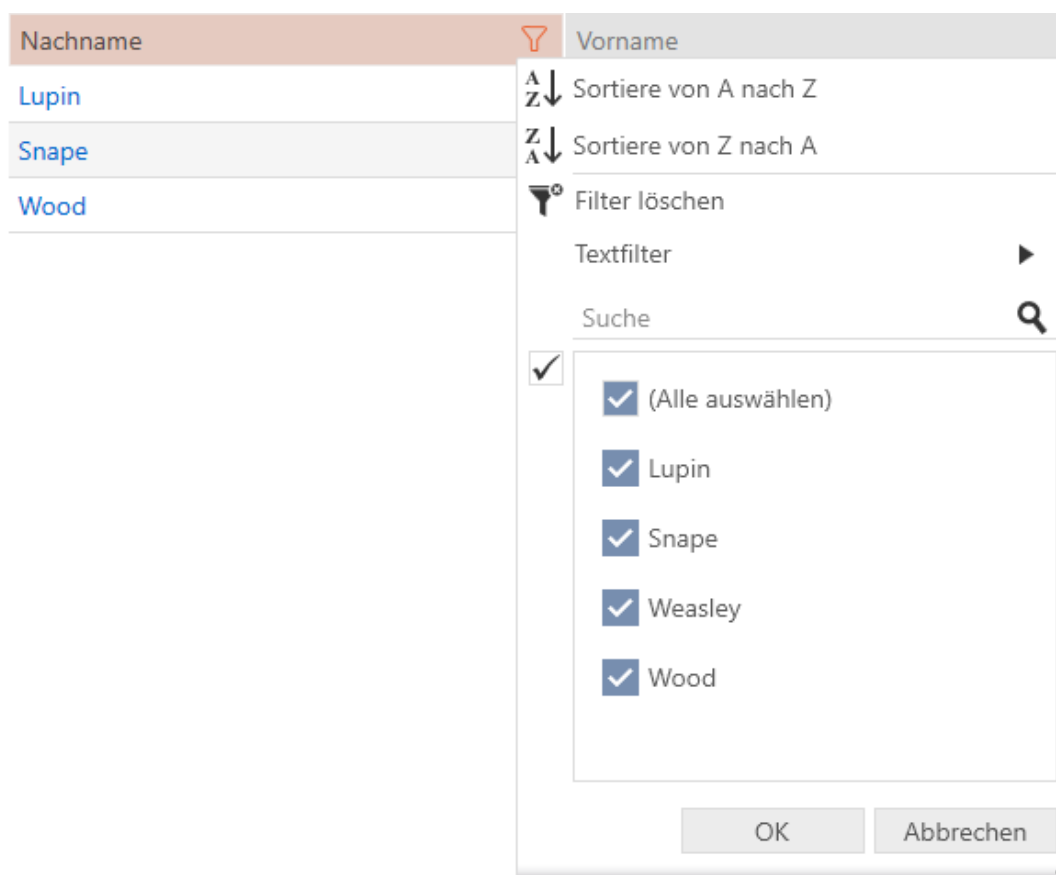 Nachname
Vorname
Lupin
Snape
Wood
Sortiere von A nach Z
Sortiere von Z nach A
Filter löschen
Textfilter
Suche
(Alle auswählen)
Lupin
Snape
Weasley
Wood
OK
Abbrechen